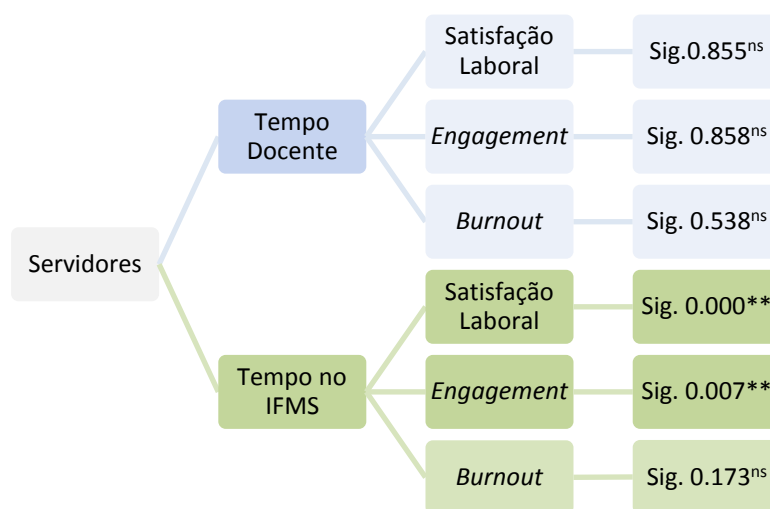 Satisfação
Laboral
Sig.0.855ns
Tempo
Docente
Engagement
Sig. 0.858ns
Burnout
Sig. 0.538ns
Servidores
Satisfação
Laboral
Sig. 0.000**
Tempo no
IFMS
Engagement
Sig. 0.007**
Burnout
Sig. 0.173ns